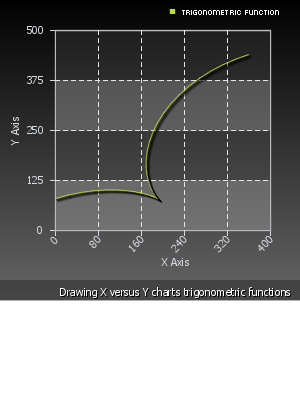 TRIGONOMETRIC FUNCTION
500
375
250
125
0
Y Axis
0 80 160 240 320 400
X Axis
Drawing X versus Y charts trigonometric functions